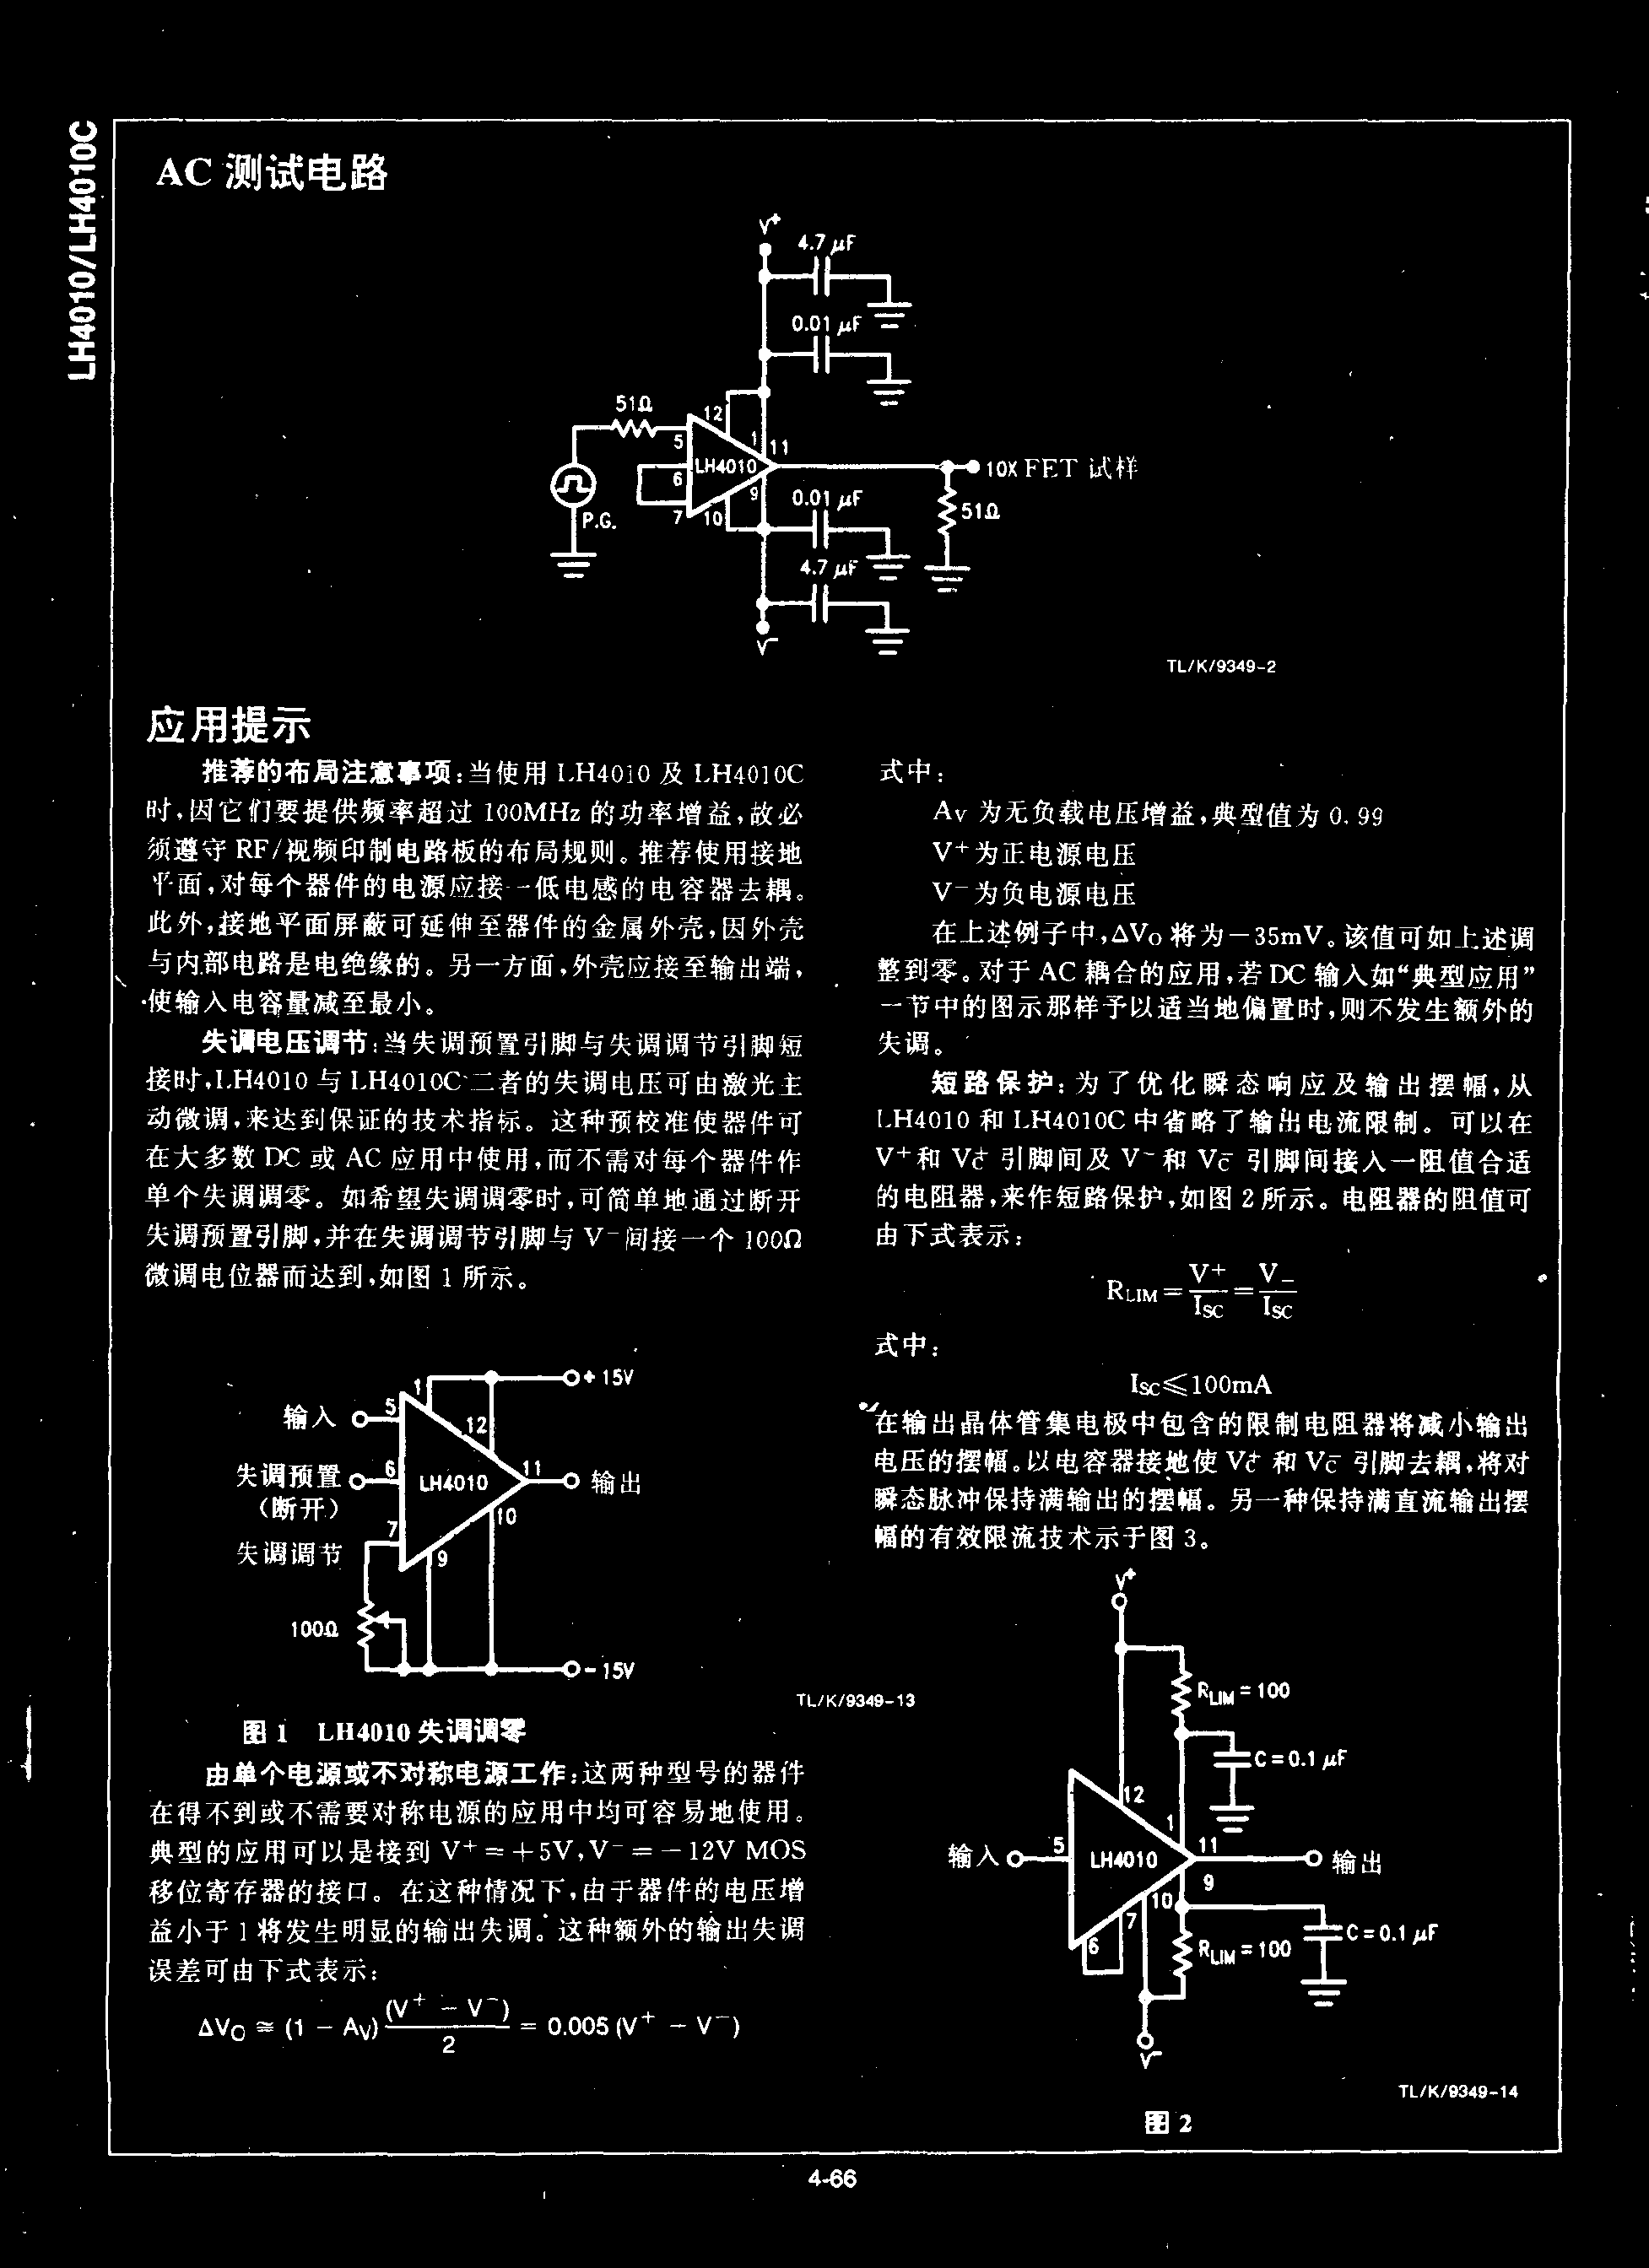 LH4010/LH4010C
AC 测试电路
V+
4.7 μF
0.01 μF
51Ω
12
5
1
11
LH4010
10X FET 试样
6
9
0.01 μF
51Ω
P.G.
7
10
4.7 μF
V−
TL/K/9349-2
应用提示
推荐的布局注意事项:当使用 LH4010 及 LH4010C
时,因它们要提供频率超过 100MHz 的功率增益,故必
须遵守 RF/视频印制电路板的布局规则。推荐使用接地
平面,对每个器件的电源应接一低电感的电容器去耦。
此外,接地平面屏蔽可延伸至器件的金属外壳,因外壳
与内部电路是电绝缘的。另一方面,外壳应接至输出端,
使输入电容量减至最小。
失调电压调节:当失调预置引脚与失调调节引脚短
接时,LH4010 与 LH4010C 二者的失调电压可由激光主
动微调,来达到保证的技术指标。这种预校准使器件可
在大多数 DC 或 AC 应用中使用,而不需对每个器件作
单个失调调零。如希望失调调零时,可简单地通过断开
失调预置引脚,并在失调调节引脚与 V−间接一个 100Ω
微调电位器而达到,如图 1 所示。
1
+15V
输入
5
12
失调预置
6
LH4010
11
输出
(断开)
7
10
失调调节
9
100Ω
-15V
TL/K/9349-13
图 1 LH4010 失调调零
由单个电源或不对称电源工作:这两种型号的器件
在得不到或不需要对称电源的应用中均可容易地使用。
典型的应用可以是接到 V+=+5V,V−=−12V MOS
移位寄存器的接口。在这种情况下,由于器件的电压增
益小于 1 将发生明显的输出失调。这种额外的输出失调
误差可由下式表示:
ΔVO ≅ (1 − AV) (V+ − V−)/2 = 0.005 (V+ − V−)
式中:
AV 为无负载电压增益,典型值为 0.99
V+为正电源电压
V−为负电源电压
在上述例子中,ΔVO 将为−35mV。该值可如上述调
整到零。对于 AC 耦合的应用,若 DC 输入如“典型应用”
一节中的图示那样予以适当地偏置时,则不发生额外的
失调。
短路保护:为了优化瞬态响应及输出摆幅,从
LH4010 和 LH4010C 中省略了输出电流限制。可以在
V+和 VC+ 引脚间及 V−和 VC− 引脚间接入一阻值合适
的电阻器,来作短路保护,如图 2 所示。电阻器的阻值可
由下式表示:
RLIM = V+/ISC = V−/ISC
式中:
ISC≤100mA
在输出晶体管集电极中包含的限制电阻器将减小输出
电压的摆幅。以电容器接地使 VC+ 和 VC− 引脚去耦,将对
瞬态脉冲保持满输出的摆幅。另一种保持满直流输出摆
幅的有效限流技术示于图 3。
V+
RLIM = 100
C = 0.1 μF
12
1
输入
5
LH4010
11
输出
9
10
7
C = 0.1 μF
6
RLIM = 100
V−
TL/K/9349-14
图 2
4-66